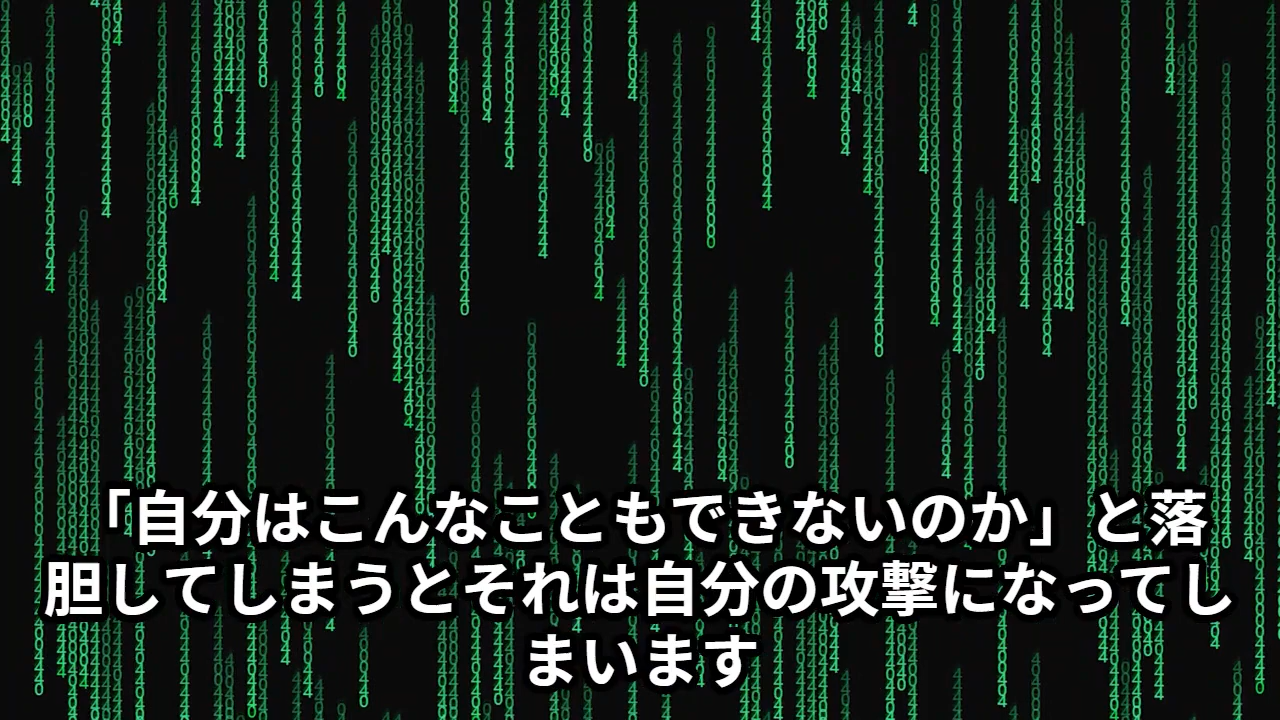 「自分はこんなこともできないのか」と落
胆してしまうとそれは自分の攻撃になってし
まいます